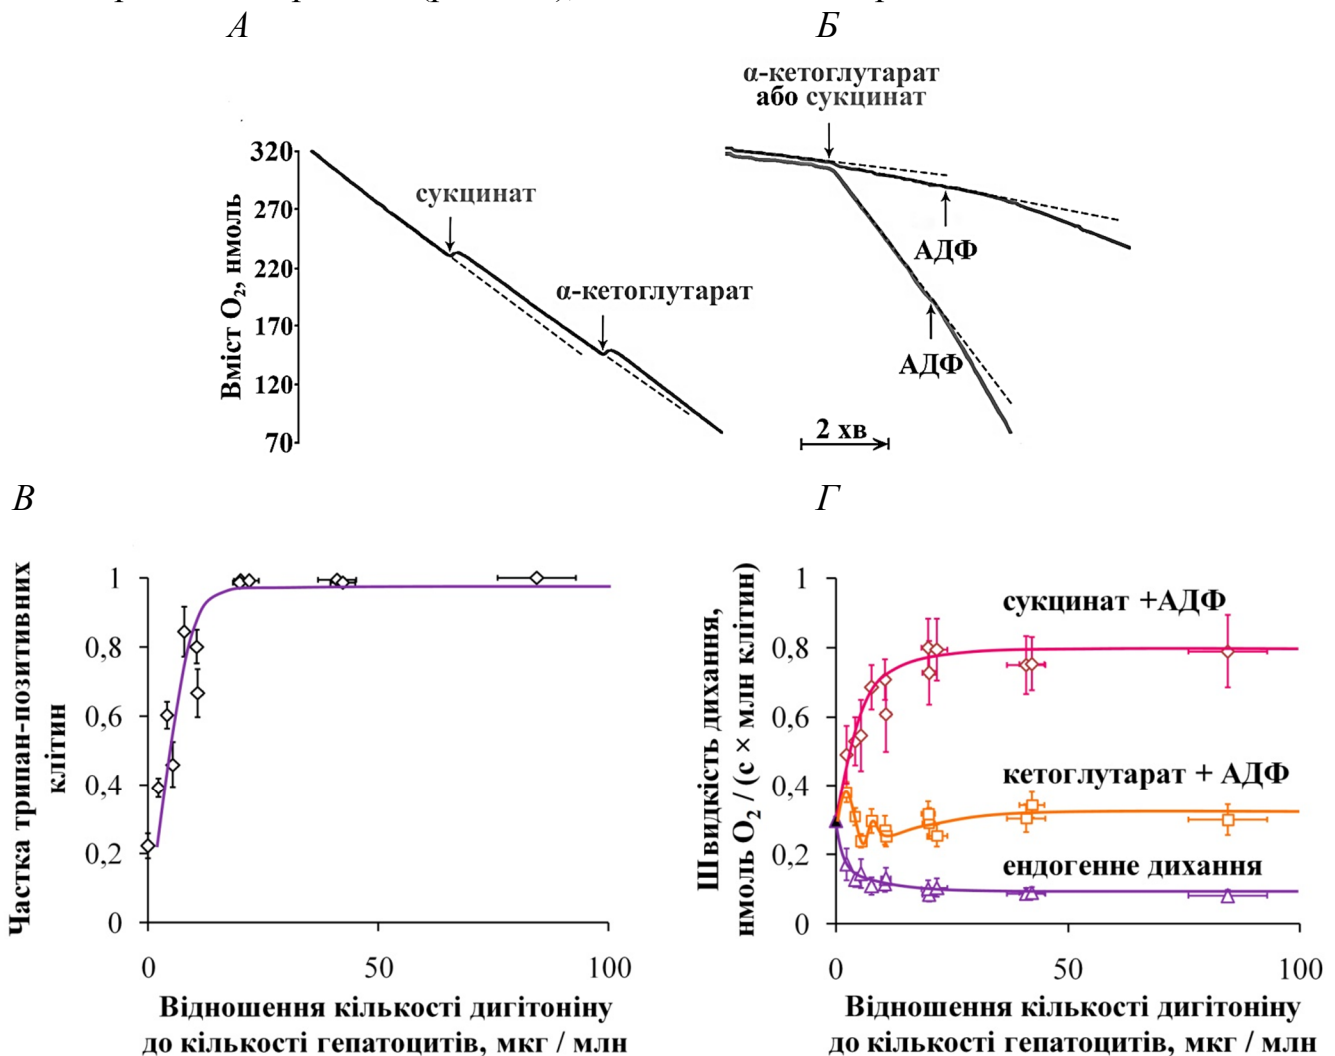 А
Б
α-кетоглутарат
або сукцинат
320
270
220
170
120
70
Вміст О₂, нмоль
сукцинат
α-кетоглутарат
АДФ
АДФ
2 хв
В
Г
1
0,8
0,6
0,4
0,2
0
0
50
100
Частка трипан-позитивних
клітин
Відношення кількості дигітоніну
до кількості гепатоцитів, мкг / млн
1
0,8
0,6
0,4
0,2
0
0
50
100
Швидкість дихання,
нмоль О₂ / (с × млн клітин)
сукцинат +АДФ
кетоглутарат + АДФ
ендогенне дихання
Відношення кількості дигітоніну
до кількості гепатоцитів, мкг / млн